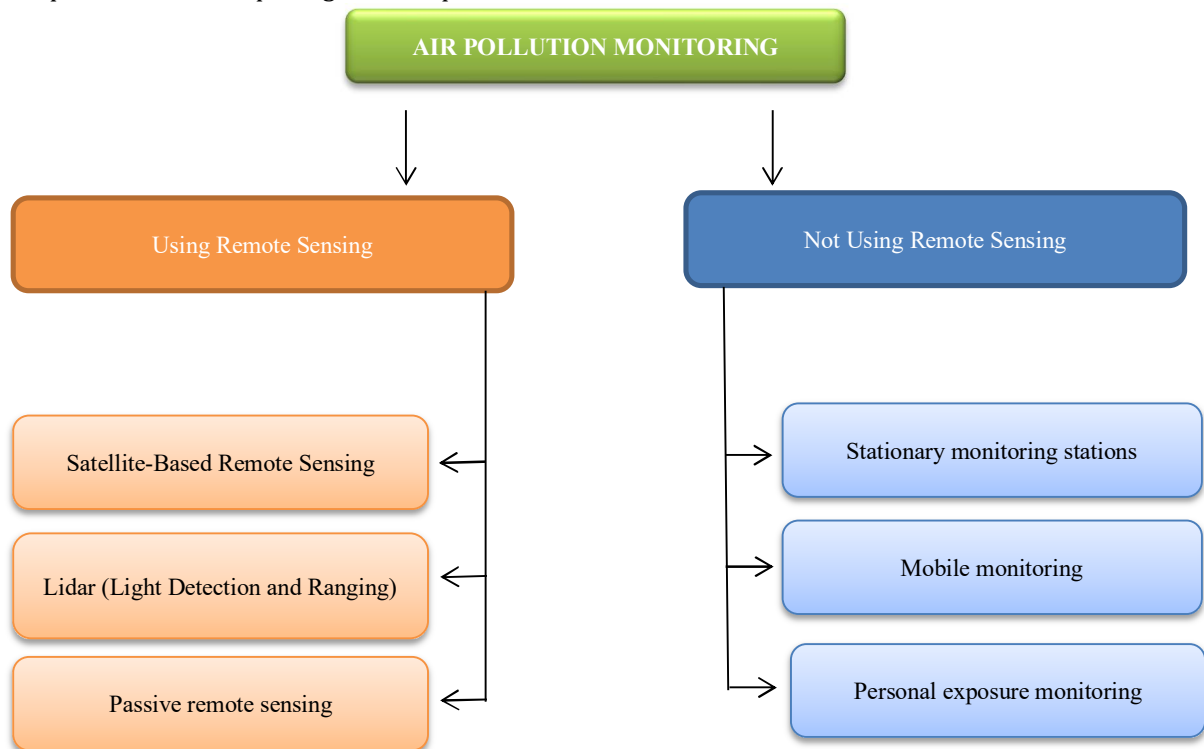 AIR POLLUTION MONITORING
Using Remote Sensing
Not Using Remote Sensing
Satellite-Based Remote Sensing
Lidar (Light Detection and Ranging)
Passive remote sensing
Stationary monitoring stations
Mobile monitoring
Personal exposure monitoring